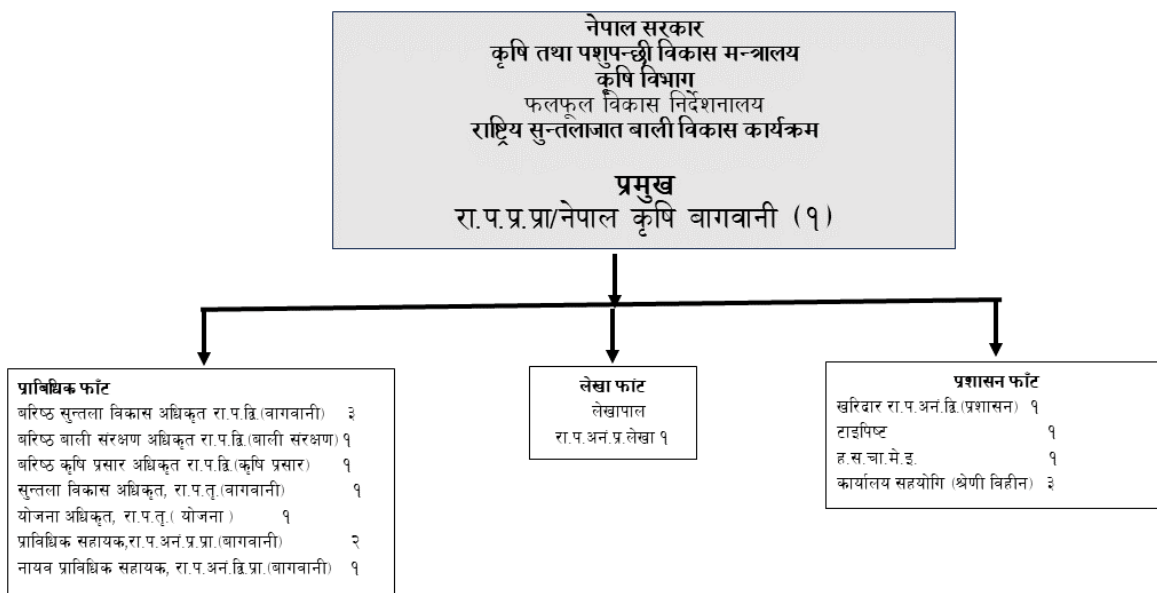 नेपाल सरकार
कृषि तथा पशुपन्छी विकास मन्त्रालय
कृषि विभाग
फलफूल विकास निर्देशनालय
राष्ट्रिय सुन्तलाजात बाली विकास कार्यक्रम
प्रमुख
रा.प.प्र.प्रा/नेपाल कृषि बागवानी (१)
प्राबिधिक फाँट
बरिष्ठ सुन्तला विकास अधिकृत रा.प.द्वि.(बागवानी) ३
बरिष्ठ बाली संरक्षण अधिकृत रा.प.द्वि.(बाली संरक्षण) १
बरिष्ठ कृषि प्रसार अधिकृत रा.प.द्वि.(कृषि प्रसार) १
सुन्तला विकास अधिकृत, रा.प.तृ.(बागवानी) १
योजना अधिकृत, रा.प.तृ.( योजना ) १
प्राविधिक सहायक,रा.प.अनं.प्र.प्रा.(बागवानी) २
नायव प्राविधिक सहायक, रा.प.अनं.द्वि.प्रा.(बागवानी) १
लेखा फांट
लेखापाल
रा.प.अनं.प्र.लेखा १
प्रशासन फाँट
खरिदार रा.प.अनं.द्वि.(प्रशासन) १
टाइपिष्ट १
ह.स.चा.मे.इ. १
कार्यालय सहयोगि (श्रेणी विहीन) ३